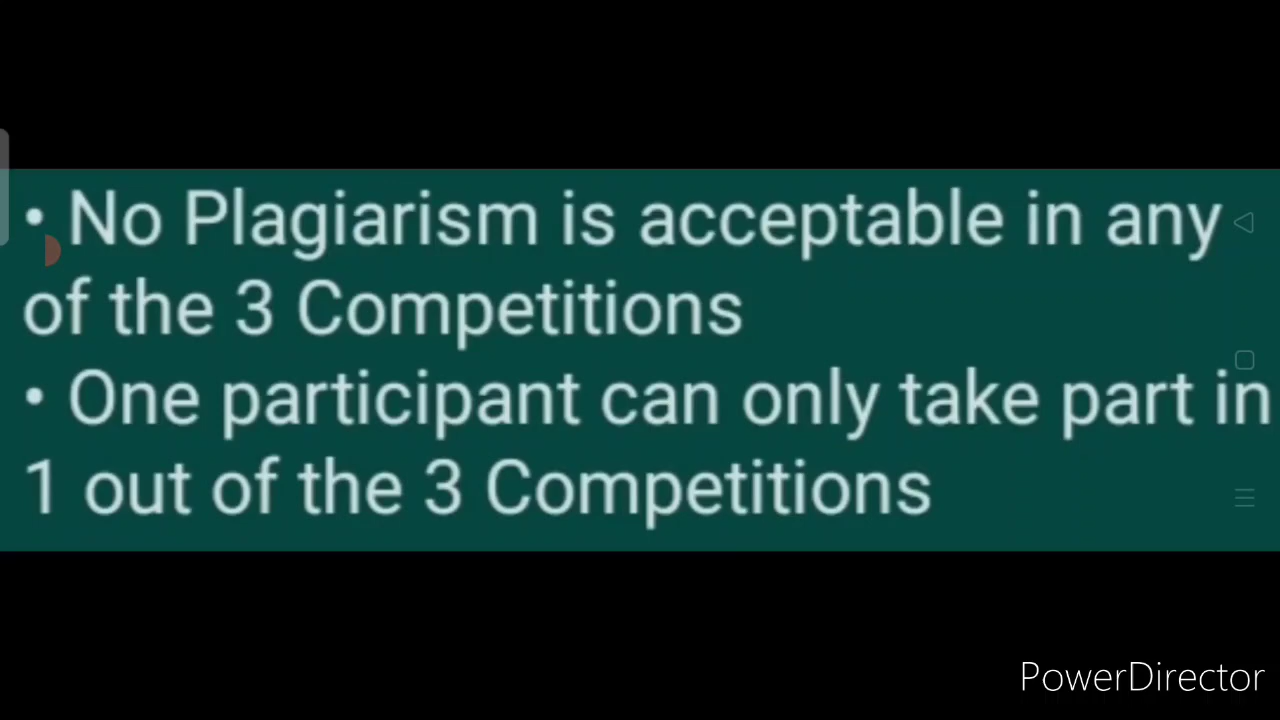 • No Plagiarism is acceptable in any
of the 3 Competitions
• One participant can only take part in
1 out of the 3 Competitions
PowerDirector